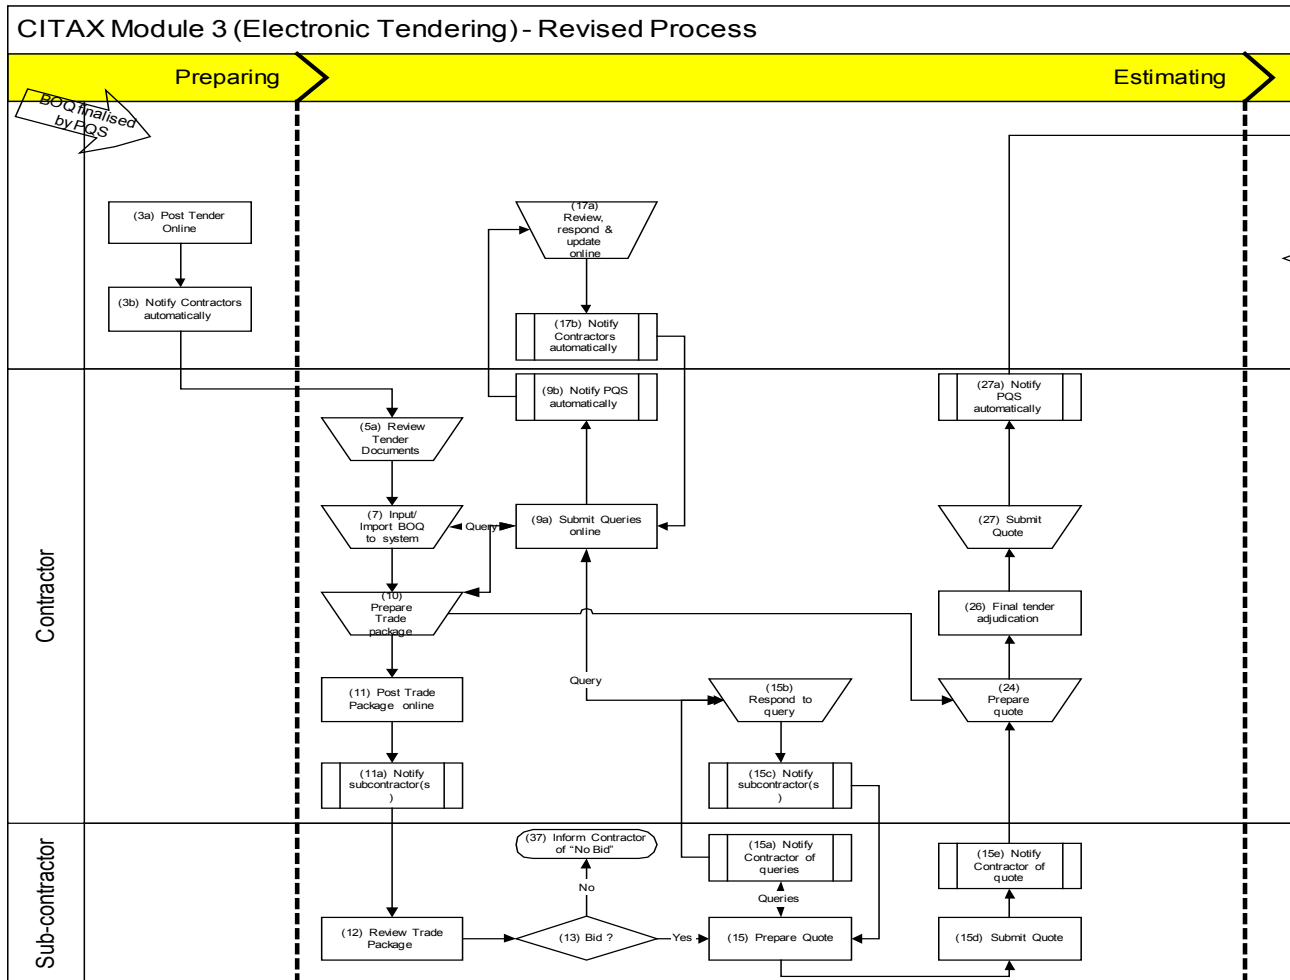 CITAX Module 3 (Electronic Tendering) - Revised Process
Preparing
Estimating
BOQ finalised
by PQS
(3a) Post Tender
Online
(3b) Notify Contractors
automatically
(17a)
Review,
respond &
update
online
(17b) Notify
Contractors
automatically
Contractor
(9b) Notify PQS
automatically
(27a) Notify
PQS
automatically
(5a) Review
Tender
Documents
(7) Input/
Import BOQ
to system
Query
(9a) Submit Queries
online
(27) Submit
Quote
(10)
Prepare
Trade
package
(26) Final tender
adjudication
(11) Post Trade
Package online
Query
(15b)
Respond to
query
(24)
Prepare
quote
(11a) Notify
subcontractor(s
)
(15c) Notify
subcontractor(s
)
Sub-contractor
(37) Inform Contractor
of "No Bid"
(15a) Notify
Contractor of
queries
(15e) Notify
Contractor of
quote
No
Queries
(12) Review Trade
Package
(13) Bid ?
Yes
(15) Prepare Quote
(15d) Submit Quote